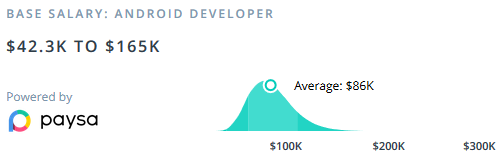 BASE SALARY: ANDROID DEVELOPER
$42.3K TO $165K
Average: $86K
Powered by
paysa
$100K $200K $300K